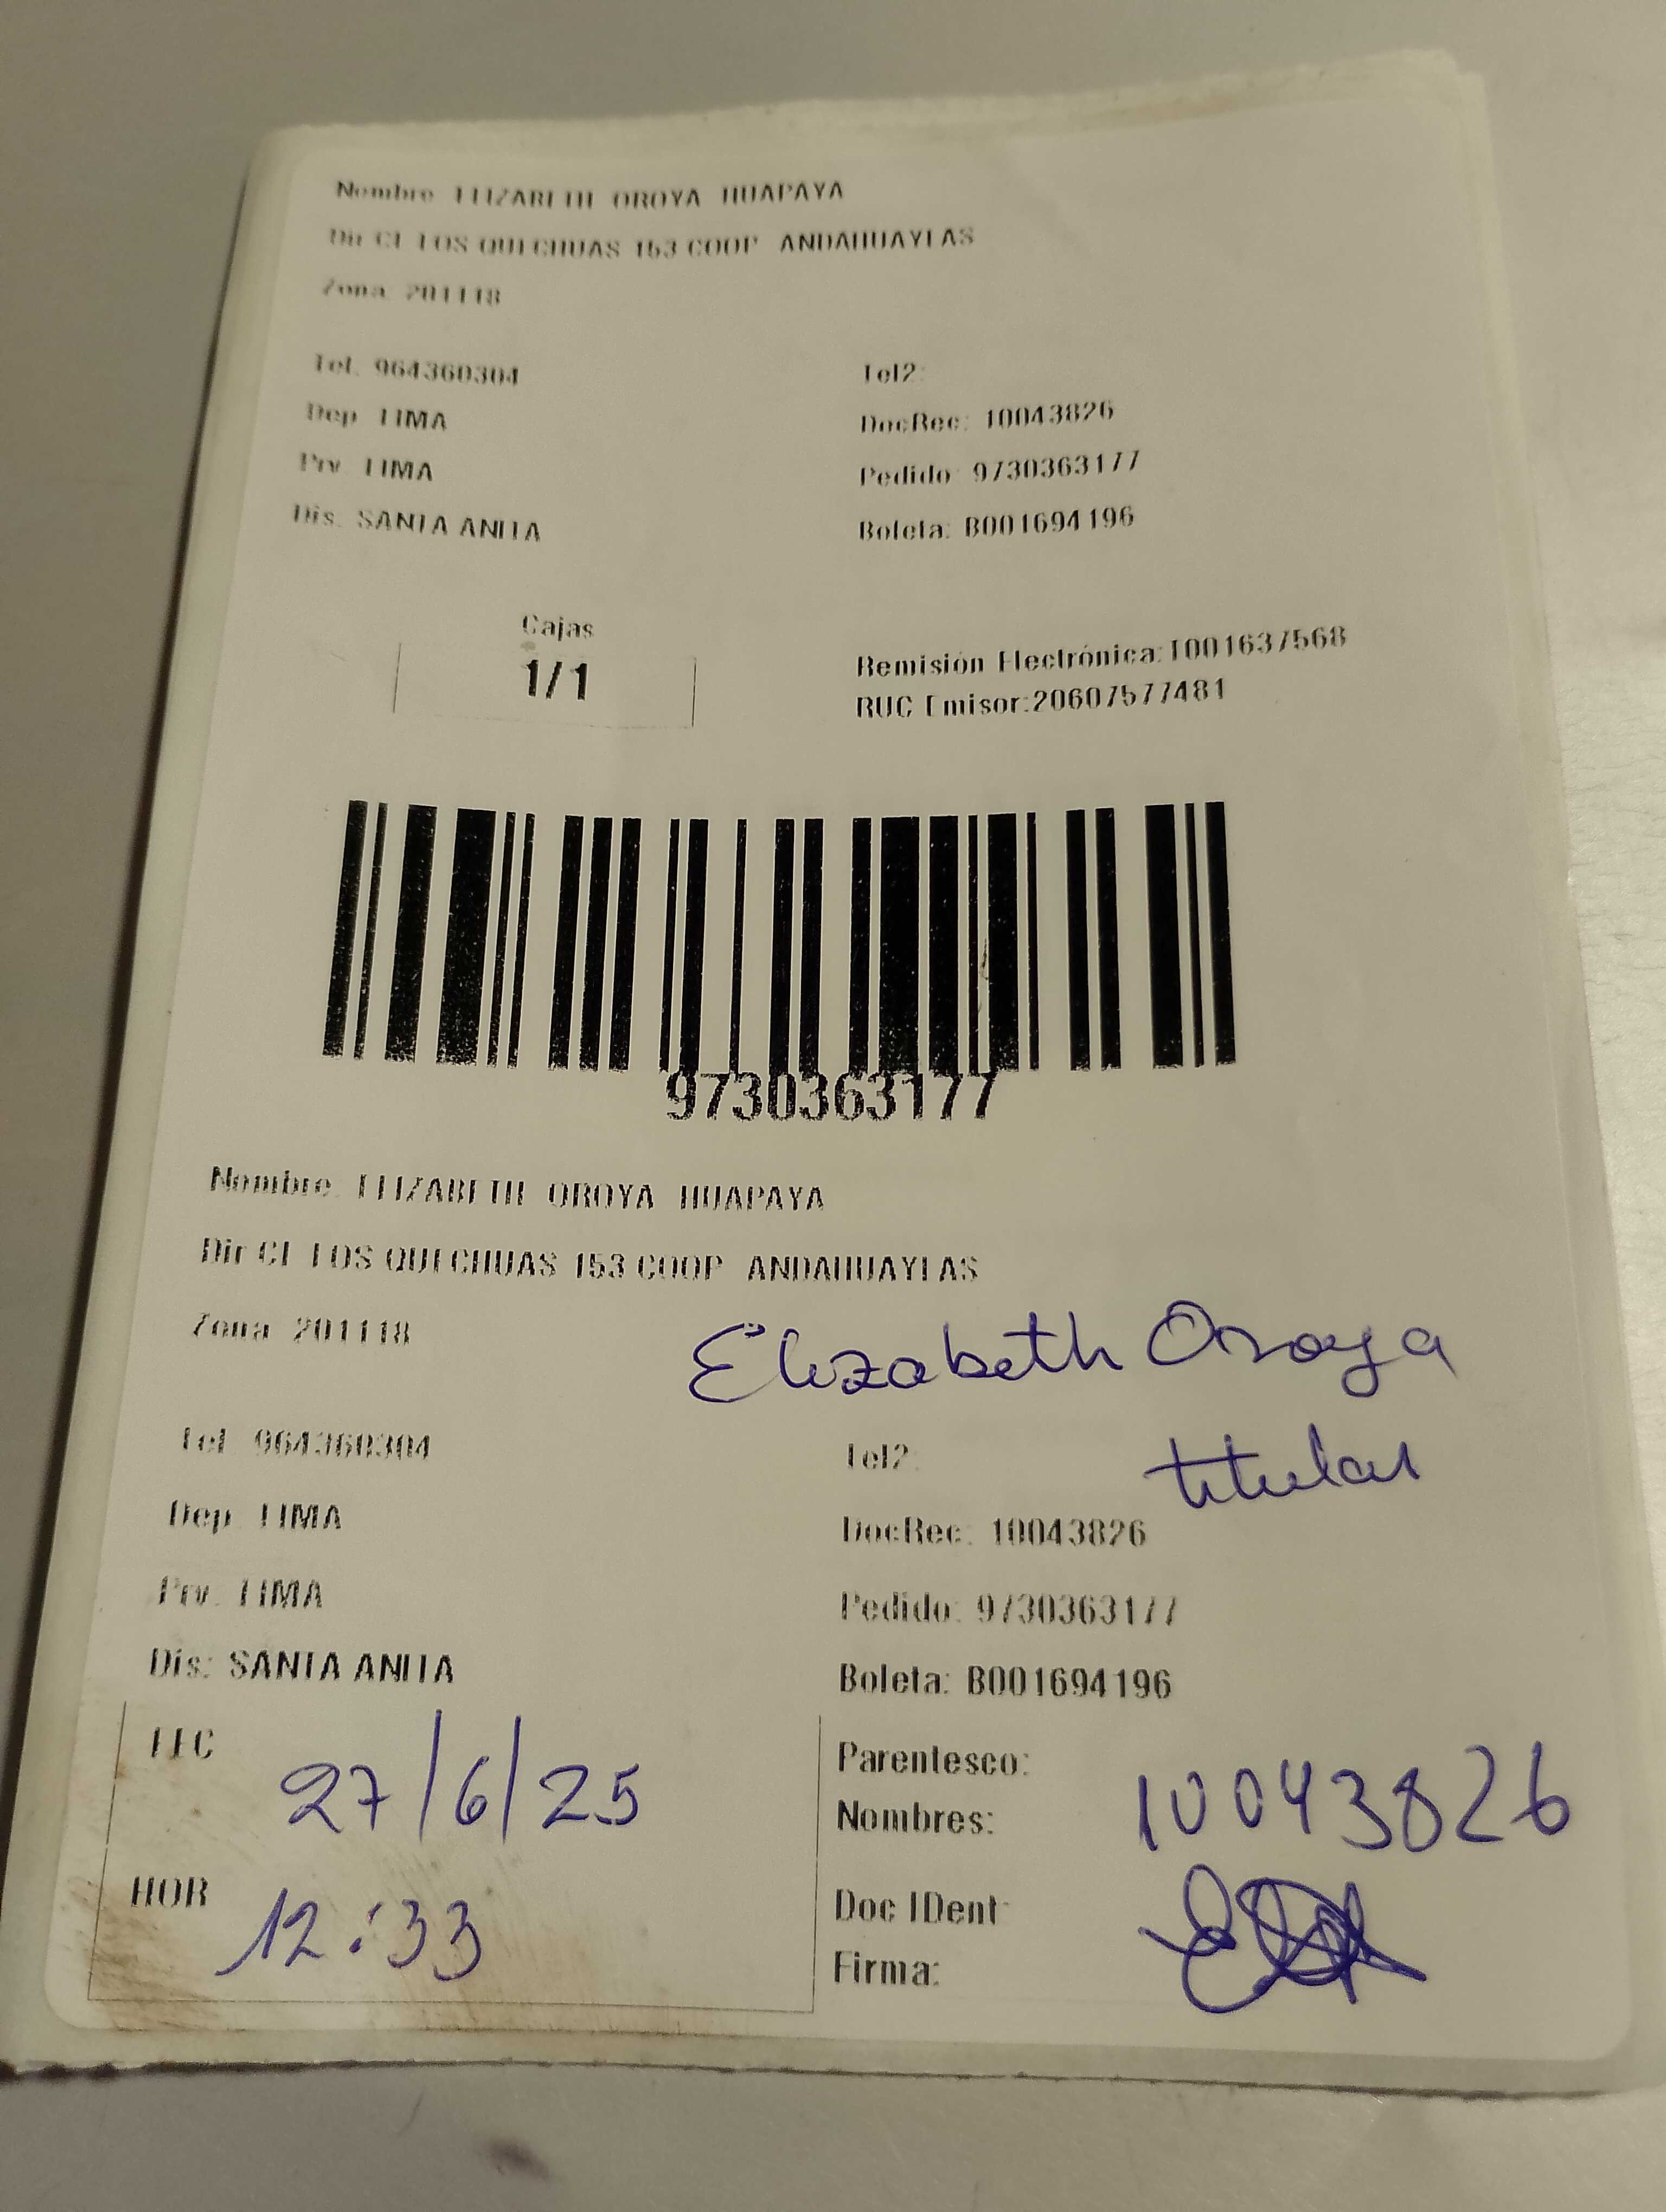 Nombre ELIZABETH OROYA HUAPAYA
Dir CL LOS QUECHUAS 153 COOP ANDAHUAYLAS
Zona 201118
Tel. 964360304 Tel2:
Dep LIMA DocRec: 10043826
Prv LIMA Pedido 9730363177
Dis: SANTA ANITA Boleta: B001694196
Cajas
1/1
Remisión Electrónica:T001637568
RUC Emisor:20607577481
9730363177
Nombre ELIZABETH OROYA HUAPAYA
Dir CL LOS QUECHUAS 153 COOP ANDAHUAYLAS
Zona 201118
Elizabeth Oroya
Tel 964360304 Tel2:
titular
Dep LIMA DocRec: 10043826
Prv. LIMA Pedido: 9730363177
Dis: SANTA ANITA Boleta: B001694196
FEC 27/6/25
Parentesco:
Nombres: 10043826
HOR 12:33
Doc IDent:
Firma: